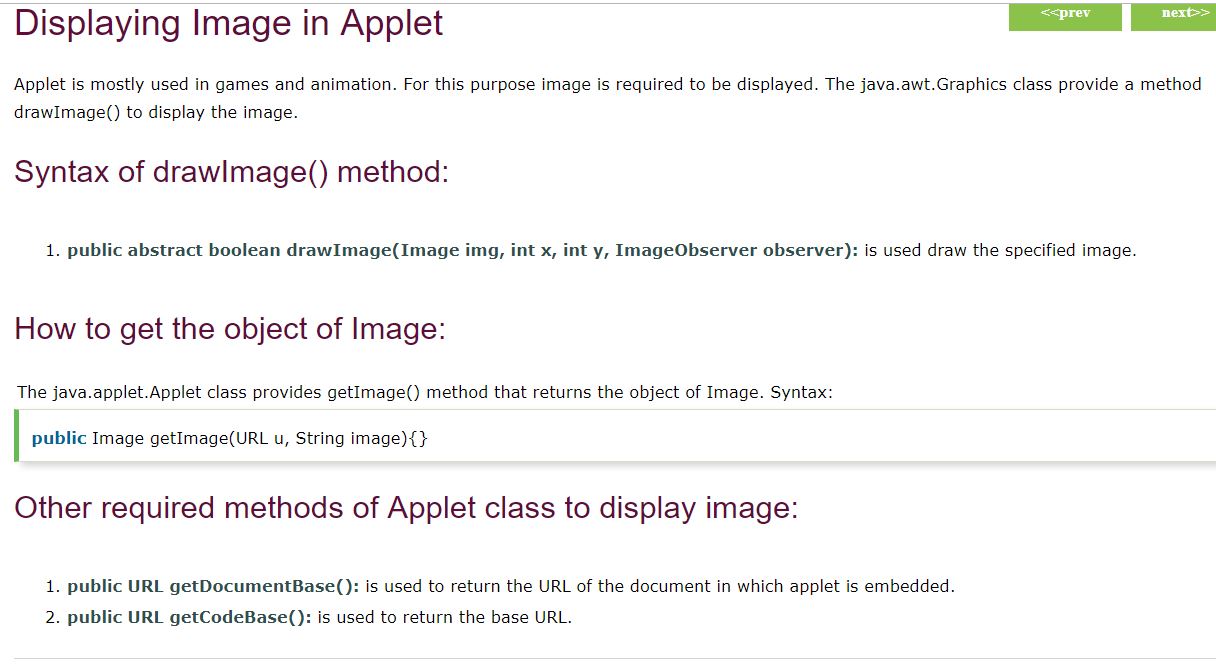 Displaying Image in Applet
<<prev
next>>
Applet is mostly used in games and animation. For this purpose image is required to be displayed. The java.awt.Graphics class provide a method
drawImage() to display the image.
Syntax of drawImage() method:
1. public abstract boolean drawImage(Image img, int x, int y, ImageObserver observer): is used draw the specified image.
How to get the object of Image:
The java.applet.Applet class provides getImage() method that returns the object of Image. Syntax:
public Image getImage(URL u, String image){}
Other required methods of Applet class to display image:
1. public URL getDocumentBase(): is used to return the URL of the document in which applet is embedded.
2. public URL getCodeBase(): is used to return the base URL.